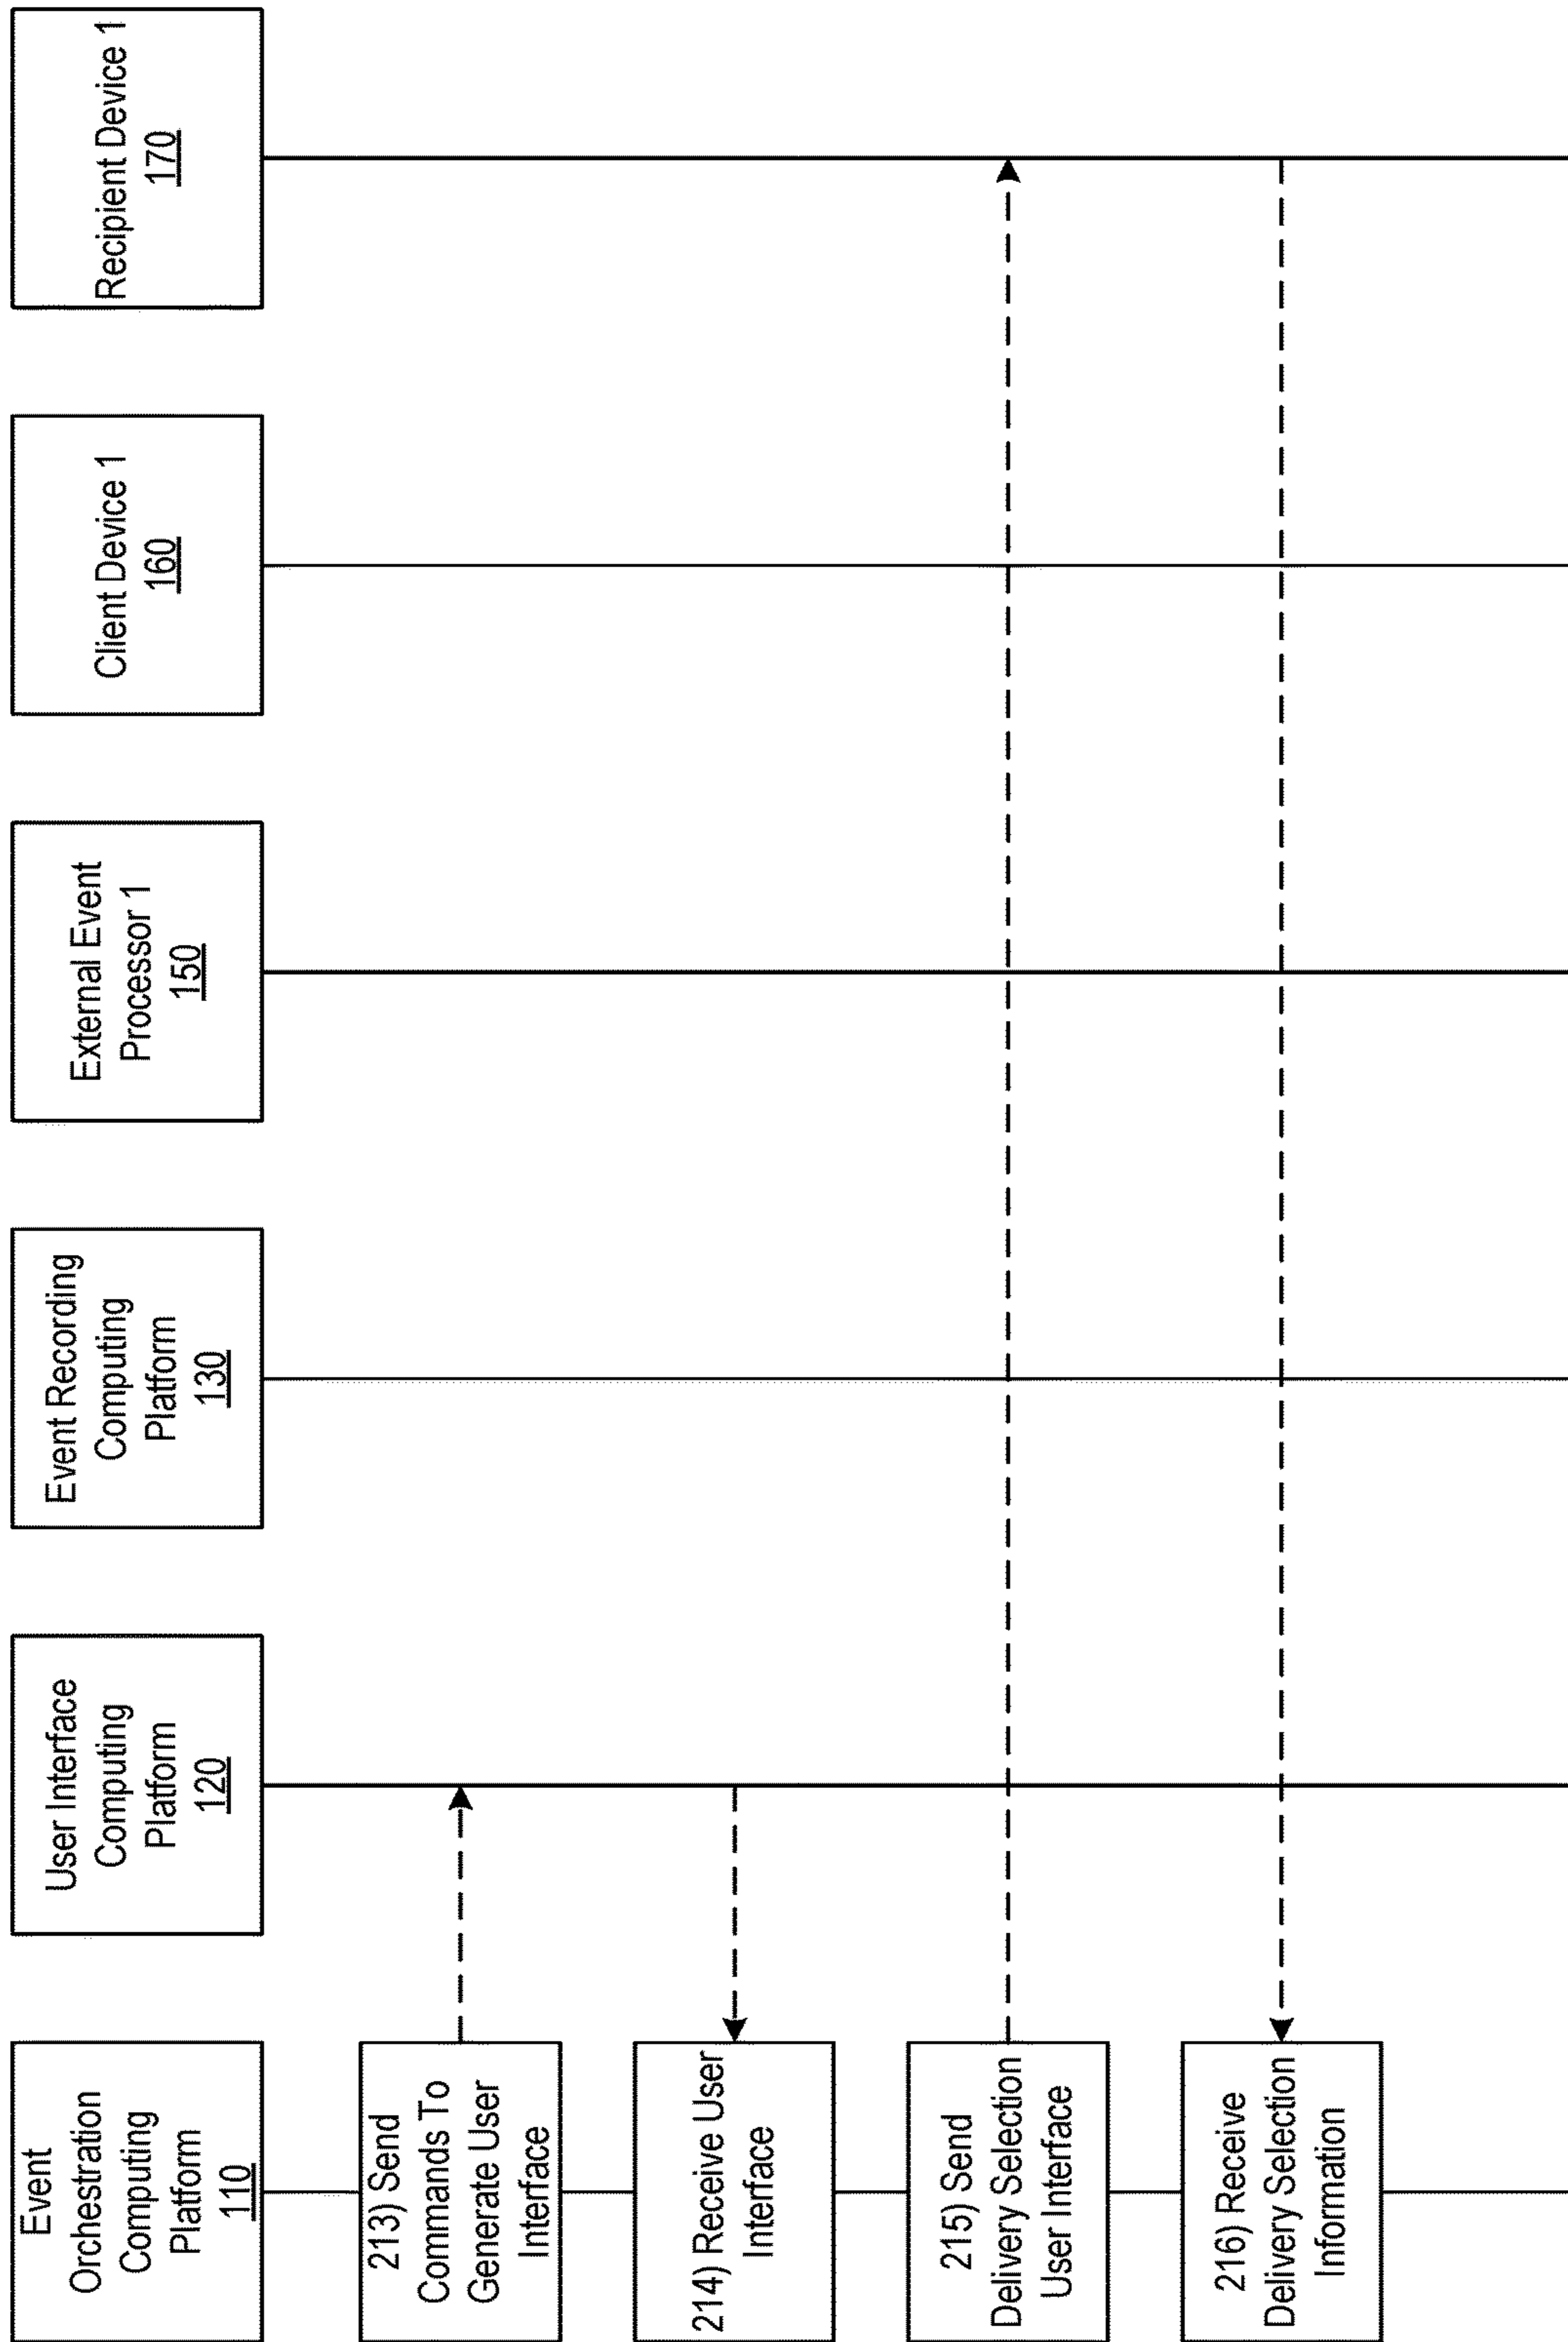 Event
Orchestration
Computing
Platform
110
User Interface
Computing
Platform
120
Event Recording
Computing
Platform
130
External Event
Processor 1
150
Client Device 1
160
Recipient Device 1
170
213) Send
Commands To
Generate User
Interface
214) Receive User
Interface
215) Send
Delivery Selection
User Interface
216) Receive
Delivery Selection
Information